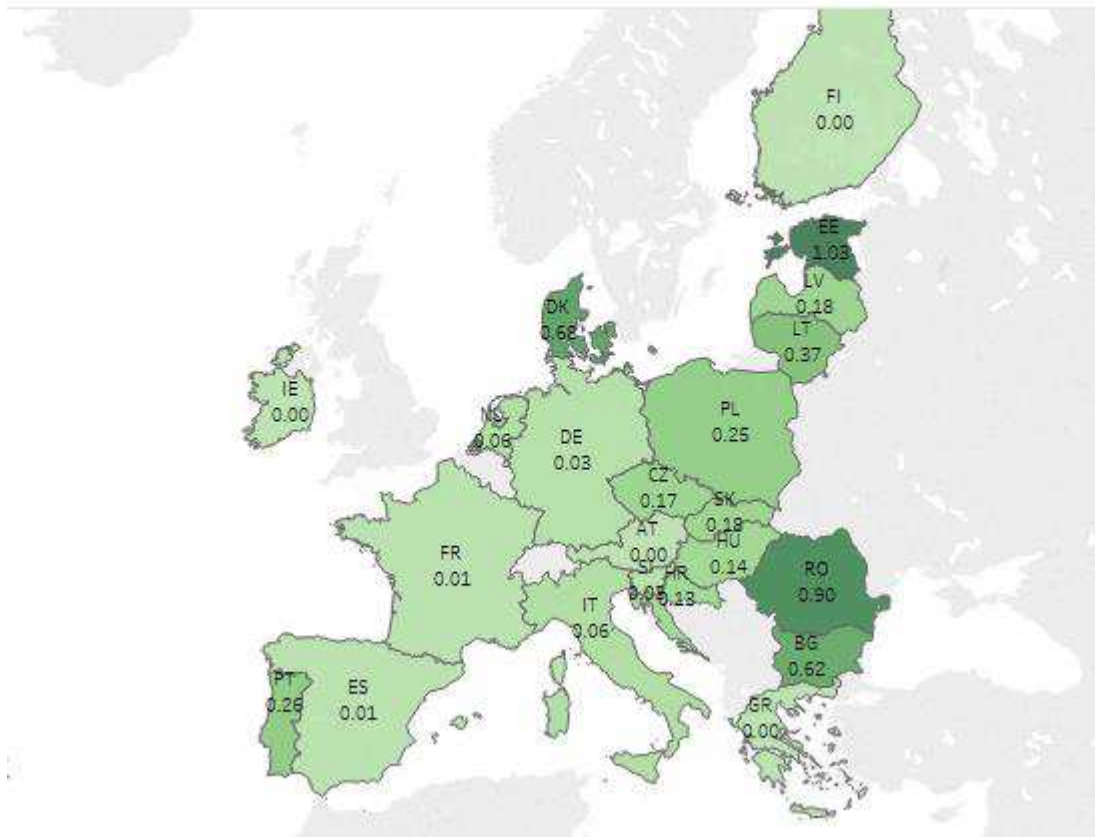 FI
0.00
EE
1.03
LV
0.18
LT
0.37
DK
0.68
IE
0.00
0.06
DE
0.03
PL
0.25
CZ
0.17
SK
0.18
AT
0.00
HU
0.14
SI
HR
0.13
FR
0.01
IT
0.06
RO
0.90
BG
0.62
PT
0.26
ES
0.01
GR
0.00